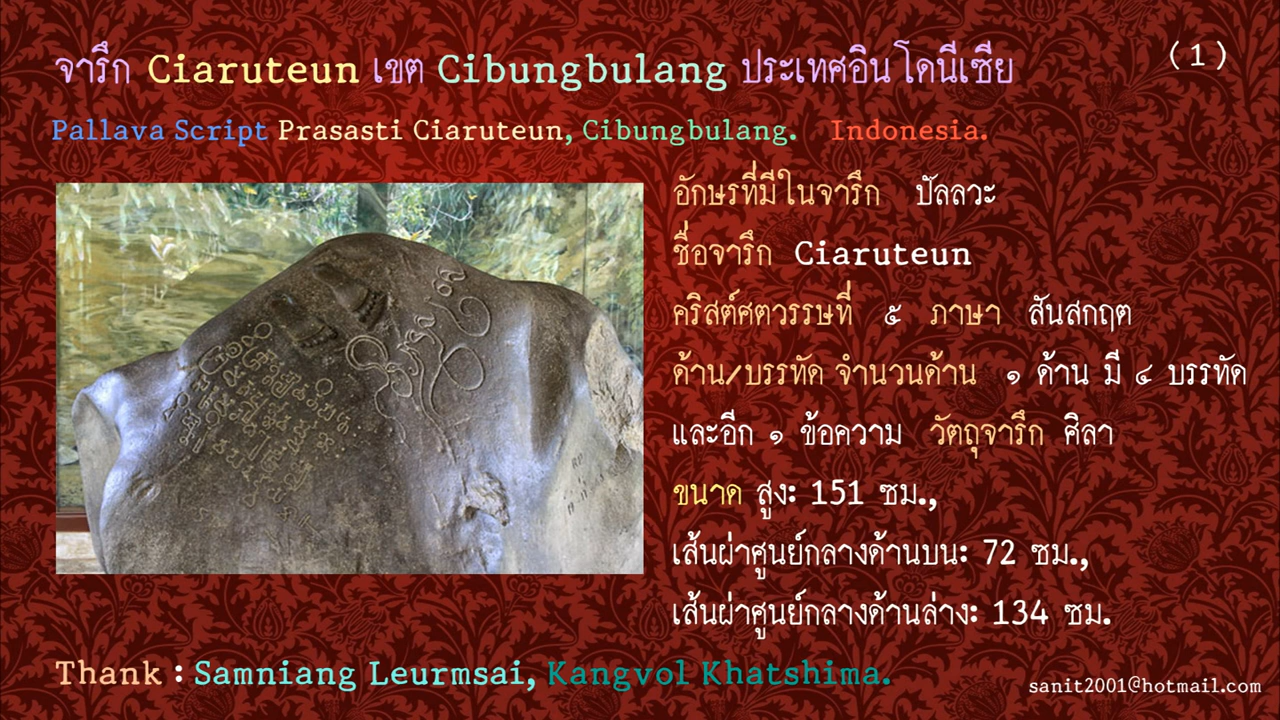 จารึก Ciaruteun เขต Cibungbulang ประเทศอินโดนีเซีย (1)
Pallava Script Prasasti Ciaruteun, Cibungbulang. Indonesia.
อักษรที่มีในจารึก ปัลลวะ
ชื่อจารึก Ciaruteun
คริสต์ศตวรรษที่ ๕ ภาษา สันสกฤต
ด้าน/บรรทัด จำนวนด้าน ๑ ด้าน มี ๔ บรรทัด
และอีก ๑ ข้อความ วัตถุจารึก ศิลา
ขนาด สูง: 151 ซม.,
เส้นผ่าศูนย์กลางด้านบน: 72 ซม.,
เส้นผ่าศูนย์กลางด้านล่าง: 134 ซม.
Thank : Samniang Leurmsai, Kangvol Khatshima.
sanit2001@hotmail.com